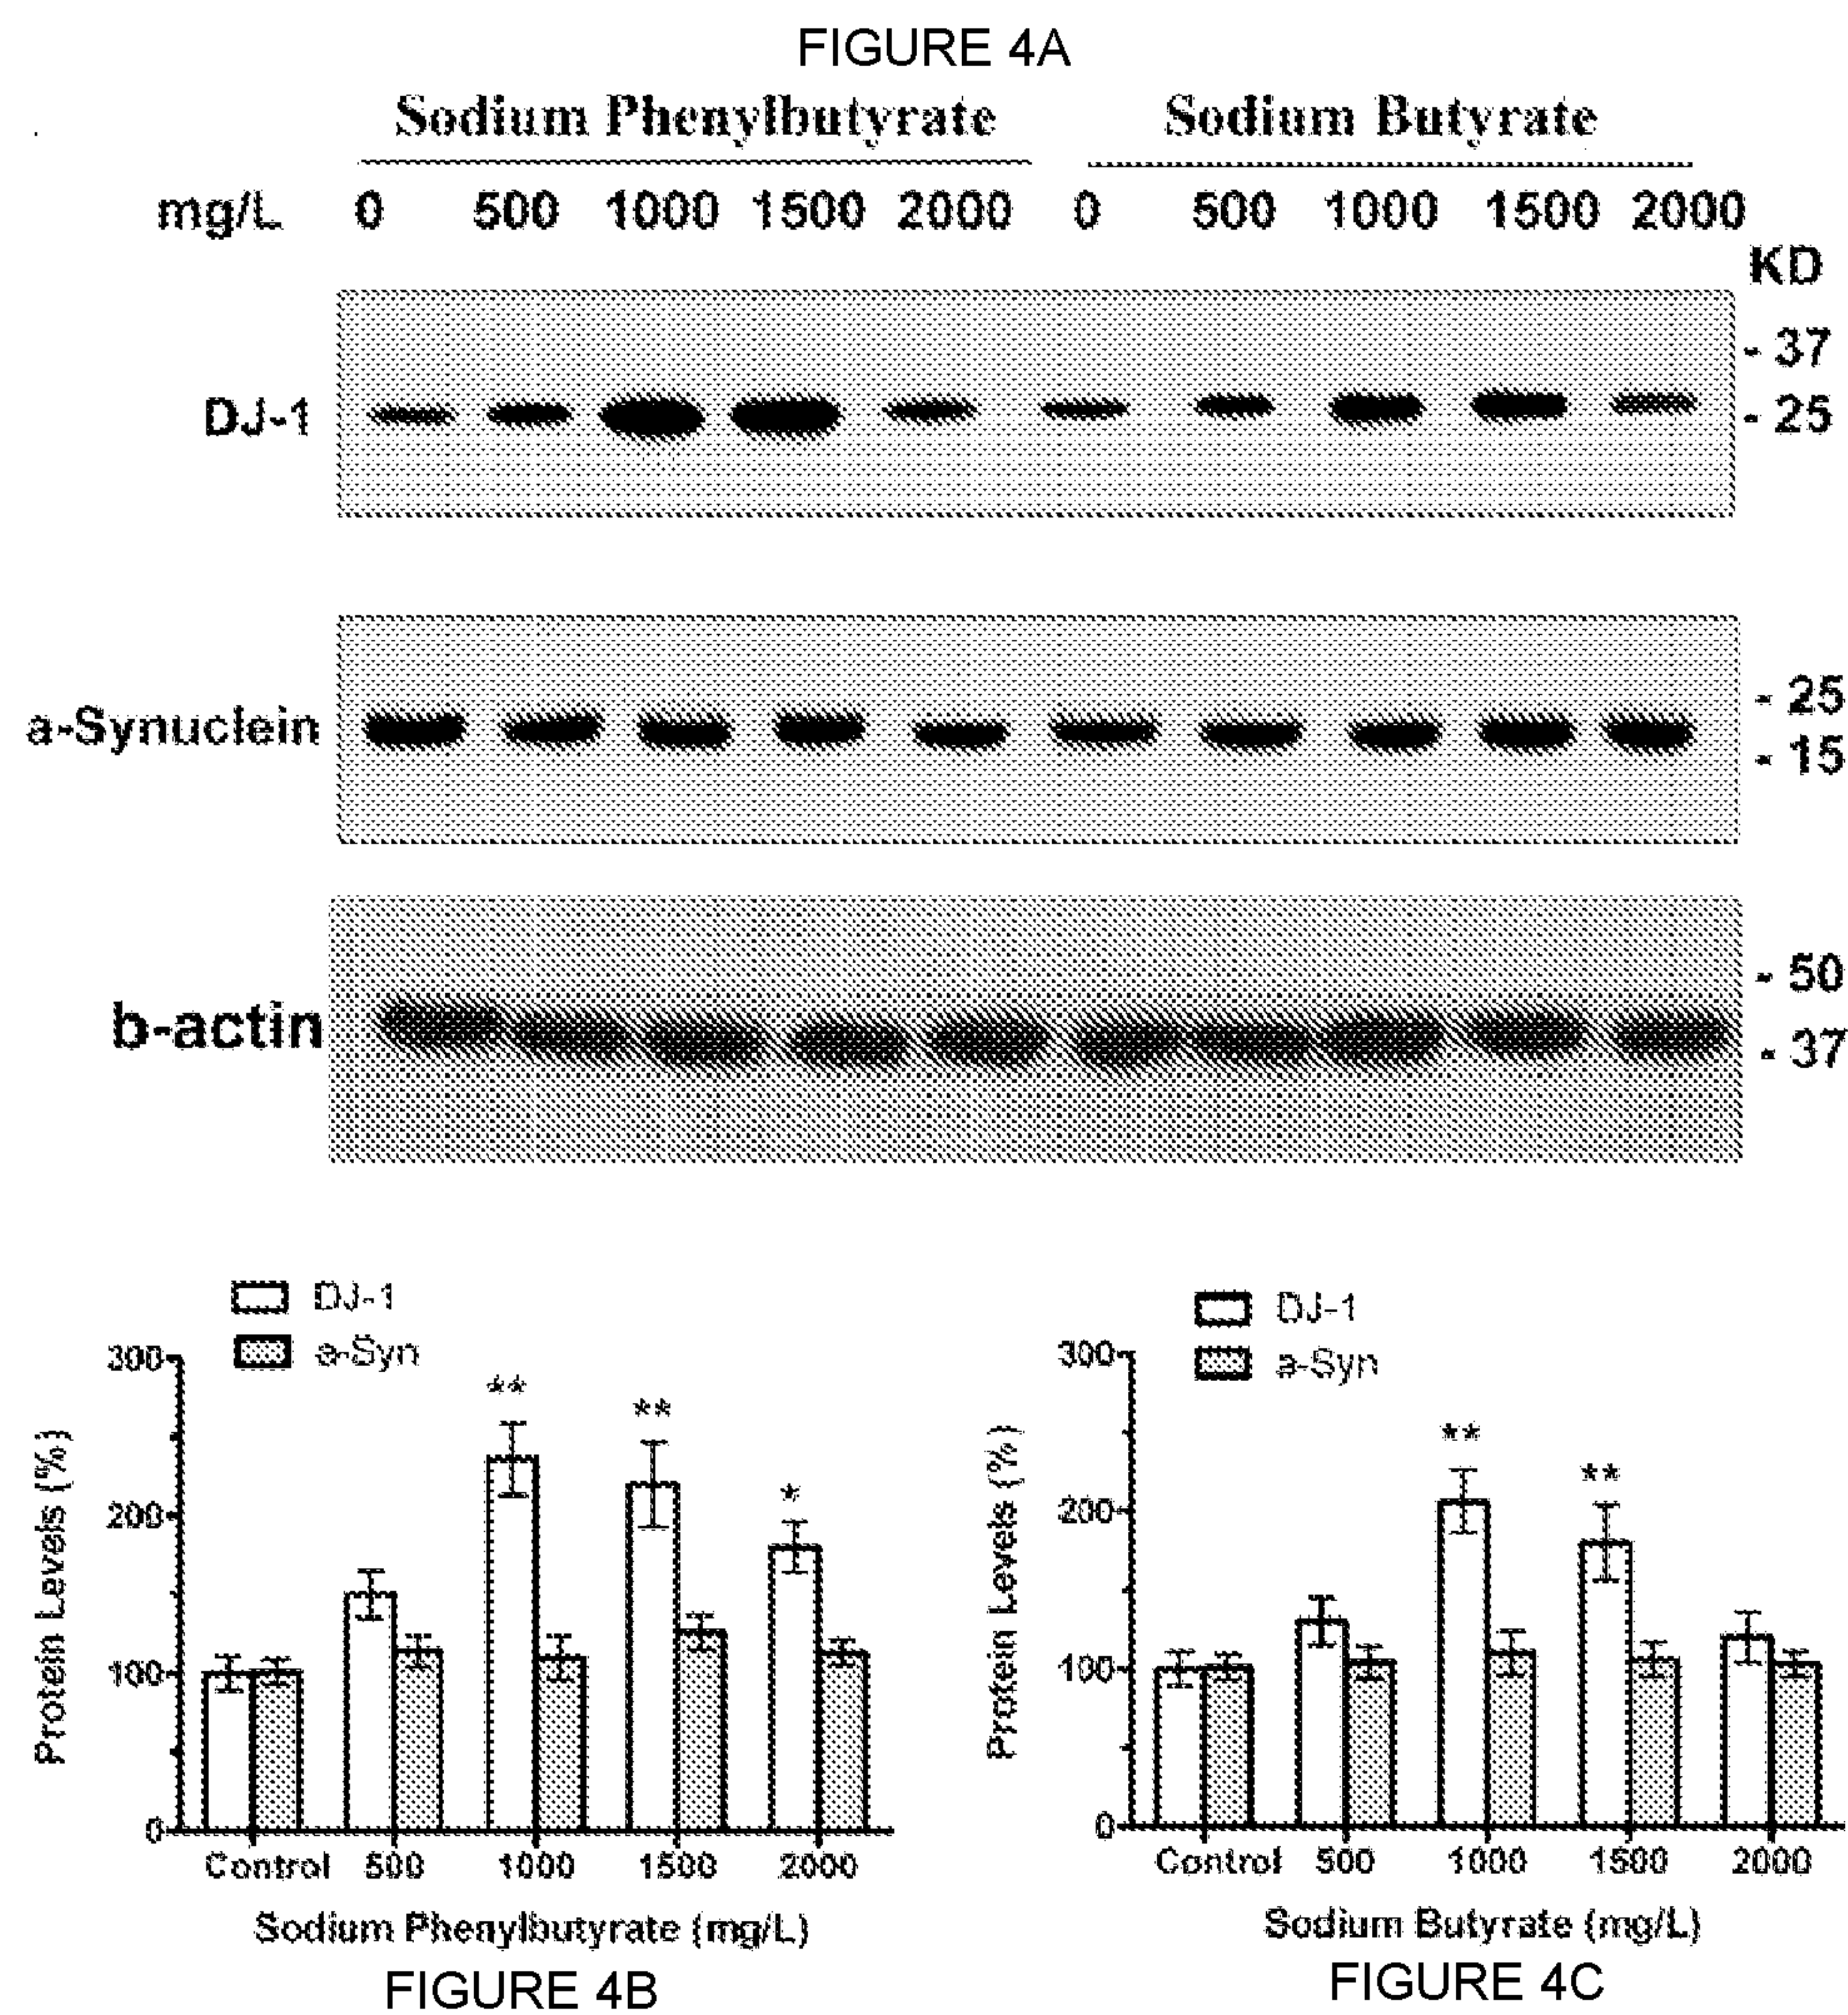 FIGURE 4A
Sodium Phenylbutyrate Sodium Butyrate
mg/L 0 500 1000 1500 2000 0 500 1000 1500 2000
KD
- 37
DJ-1 - 25
- 25
a-Synuclein
- 15
- 50
b-actin
- 37
DJ-1
a-Syn
300
200
100
0
** ** *
Protein Levels (%)
Control 500 1000 1500 2000
Sodium Phenylbutyrate (mg/L)
FIGURE 4B
DJ-1
a-Syn
300
200
100
0
** **
Protein Levels (%)
Control 500 1000 1500 2000
Sodium Butyrate (mg/L)
FIGURE 4C